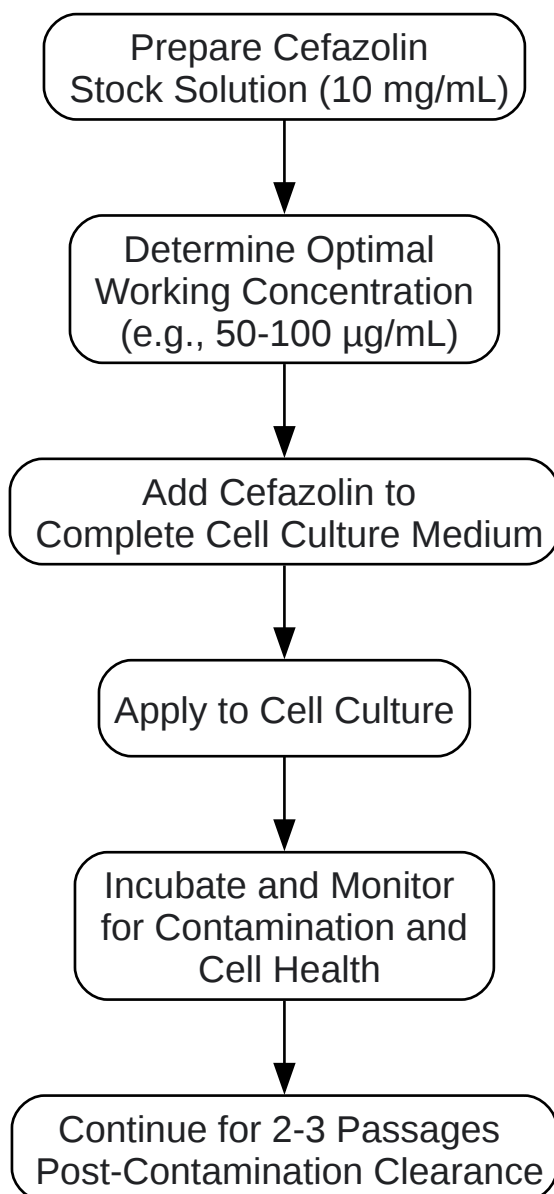 Prepare Cefazolin
Stock Solution (10 mg/mL)
Determine Optimal
Working Concentration
(e.g., 50-100 µg/mL)
Add Cefazolin to
Complete Cell Culture Medium
Apply to Cell Culture
Incubate and Monitor
for Contamination and
Cell Health
Continue for 2-3 Passages
Post-Contamination Clearance